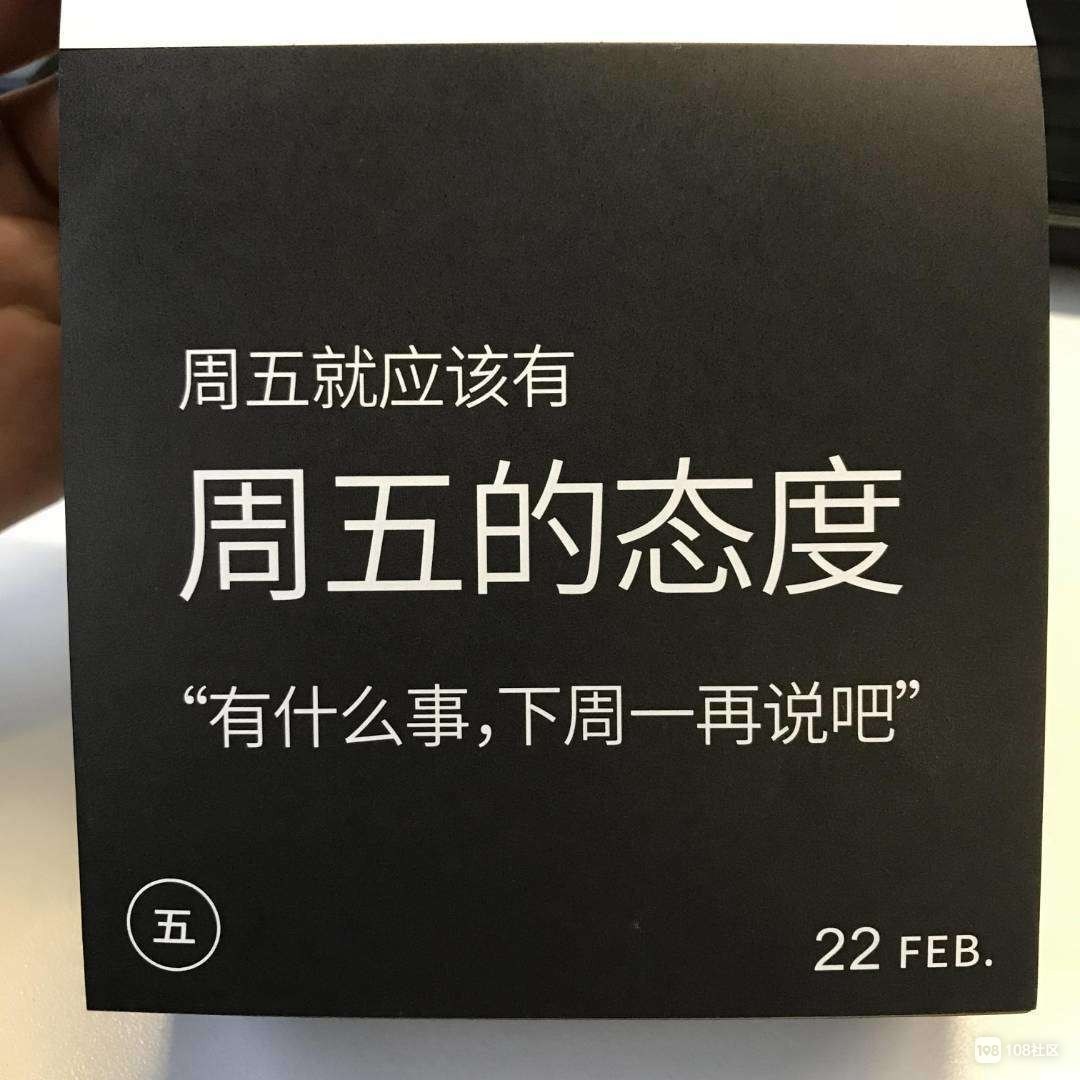 周五就应该有
周五的态度
“有什么事,下周一再说吧”
五
22 FEB.
108 108社区